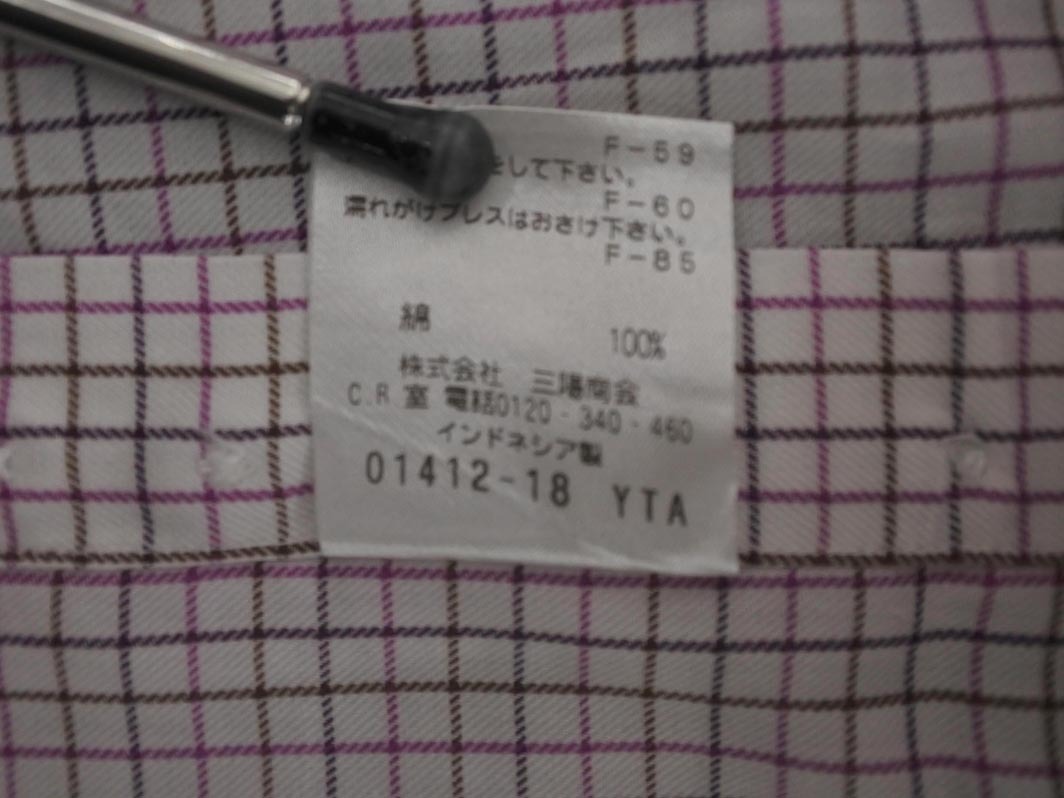 F-59
をして下さい。
F-60
濡れがけプレスはおさけ下さい。
F-85
綿 100%
株式会社 三陽商会
C.R 室 電話0120-340-460
インドネシア製
01412-18 YTA